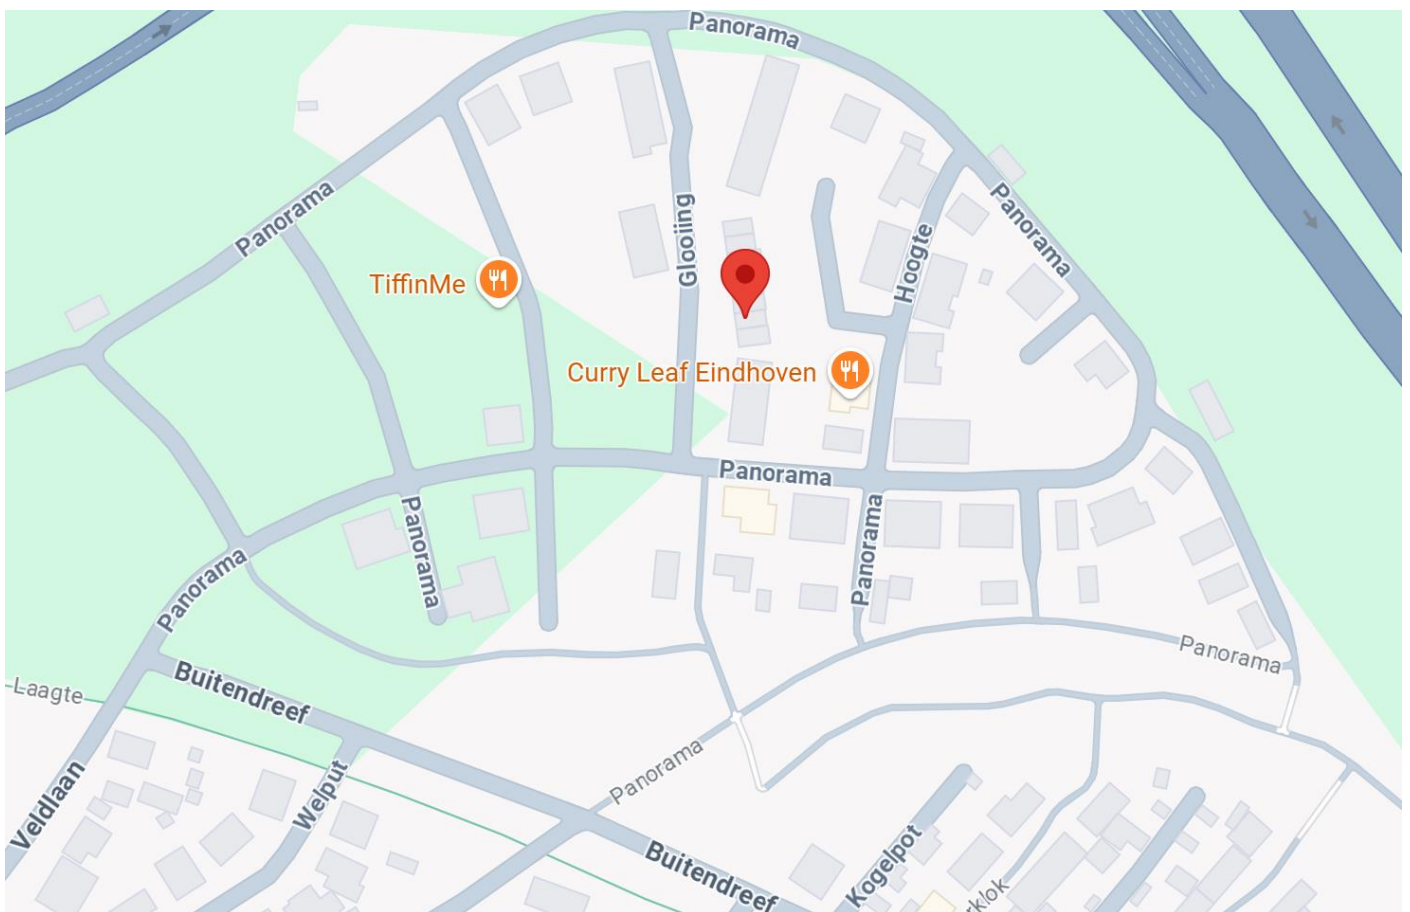 Panorama
Panorama
Panorama
Glooiing
Hoogte
TiffinMe
Curry Leaf Eindhoven
Panorama
Panorama
Panorama
Panorama
Panorama
Buitendreef
Laagte
Panorama
Veldlaan
Welput
Buitendreef
Kogelpot
rklok